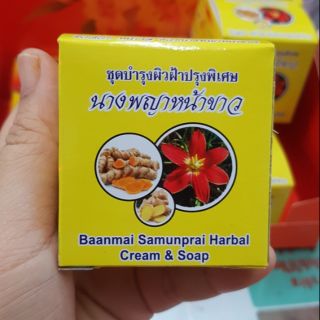 ชุดบำรุงผิวฝ้าปรุงพิเศษ
นางพญาหน้าขาว
Baanmai Samunprai Harbal
Cream & Soap